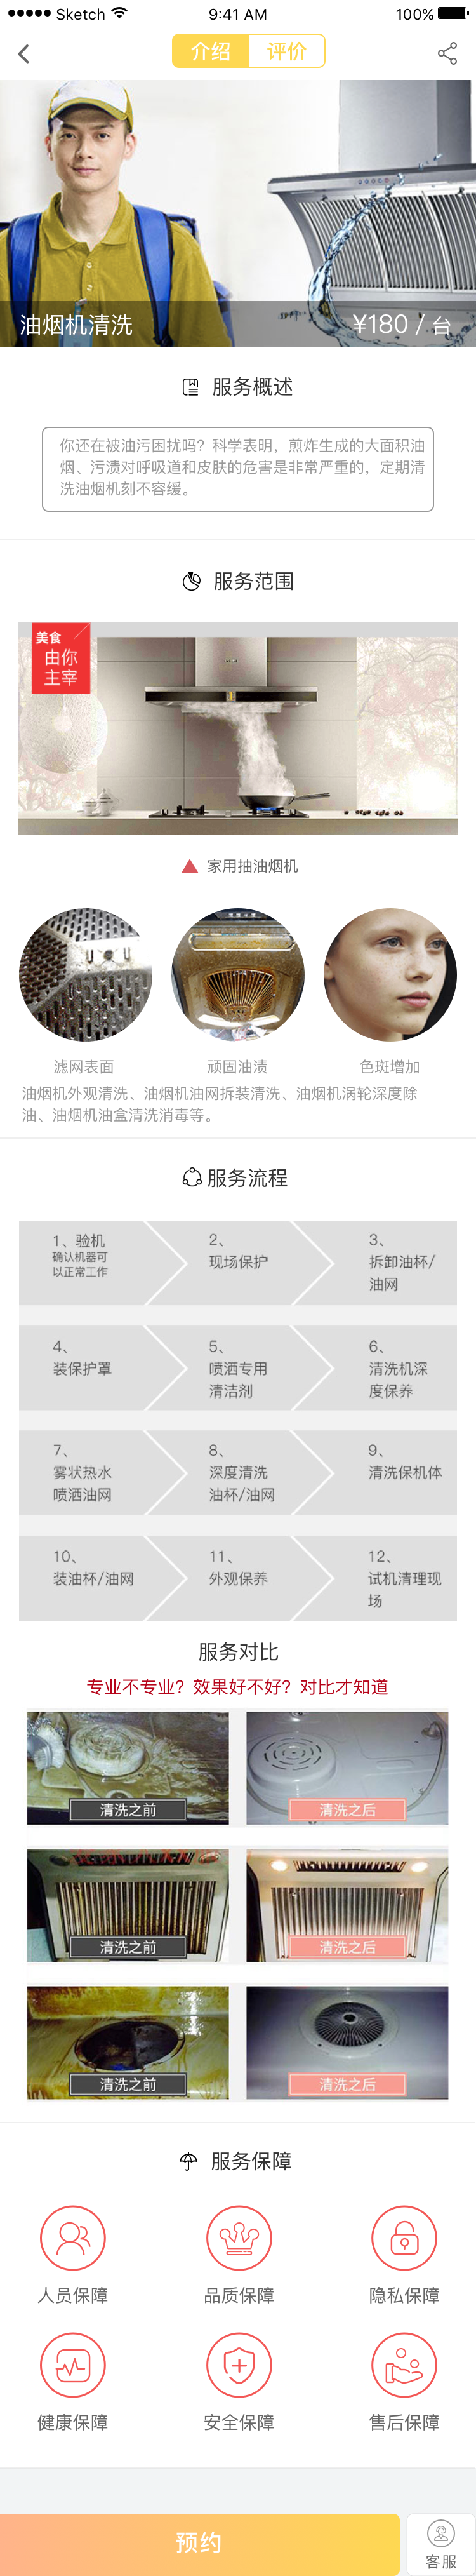 Sketch
9:41 AM
100%
介绍
评价
油烟机清洗
¥180 / 台
服务概述
你还在被油污困扰吗？科学表明，煎炸生成的大面积油
烟、污渍对呼吸道和皮肤的危害是非常严重的，定期清
洗油烟机刻不容缓。
服务范围
美食
由你
主宰
家用抽油烟机
滤网表面
顽固油渍
色斑增加
油烟机外观清洗、油烟机油网拆装清洗、油烟机涡轮深度除
油、油烟机油盒清洗消毒等。
服务流程
1、验机
确认机器可
以正常工作
2、
现场保护
3、
拆卸油杯/
油网
4、
装保护罩
5、
喷洒专用
清洁剂
6、
清洗机深
度保养
7、
雾状热水
喷洒油网
8、
深度清洗
油杯/油网
9、
清洗保机体
10、
装油杯/油网
11、
外观保养
12、
试机清理现
场
服务对比
专业不专业？效果好不好？对比才知道
清洗之前
清洗之后
清洗之前
清洗之后
清洗之前
清洗之后
服务保障
人员保障
品质保障
隐私保障
健康保障
安全保障
售后保障
预约
客服